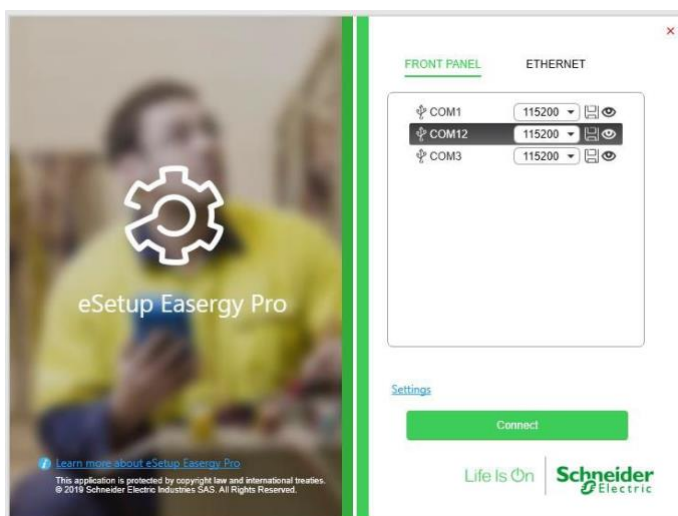 eSetup Easergy Pro
Learn more about eSetup Easergy Pro
This application is protected by copyright law and international treaties.
© 2019 Schneider Electric Industries SAS. All Rights Reserved.
FRONT PANEL ETHERNET
COM1 115200
COM12 115200
COM3 115200
Settings
Connect
Life Is On Schneider
Electric